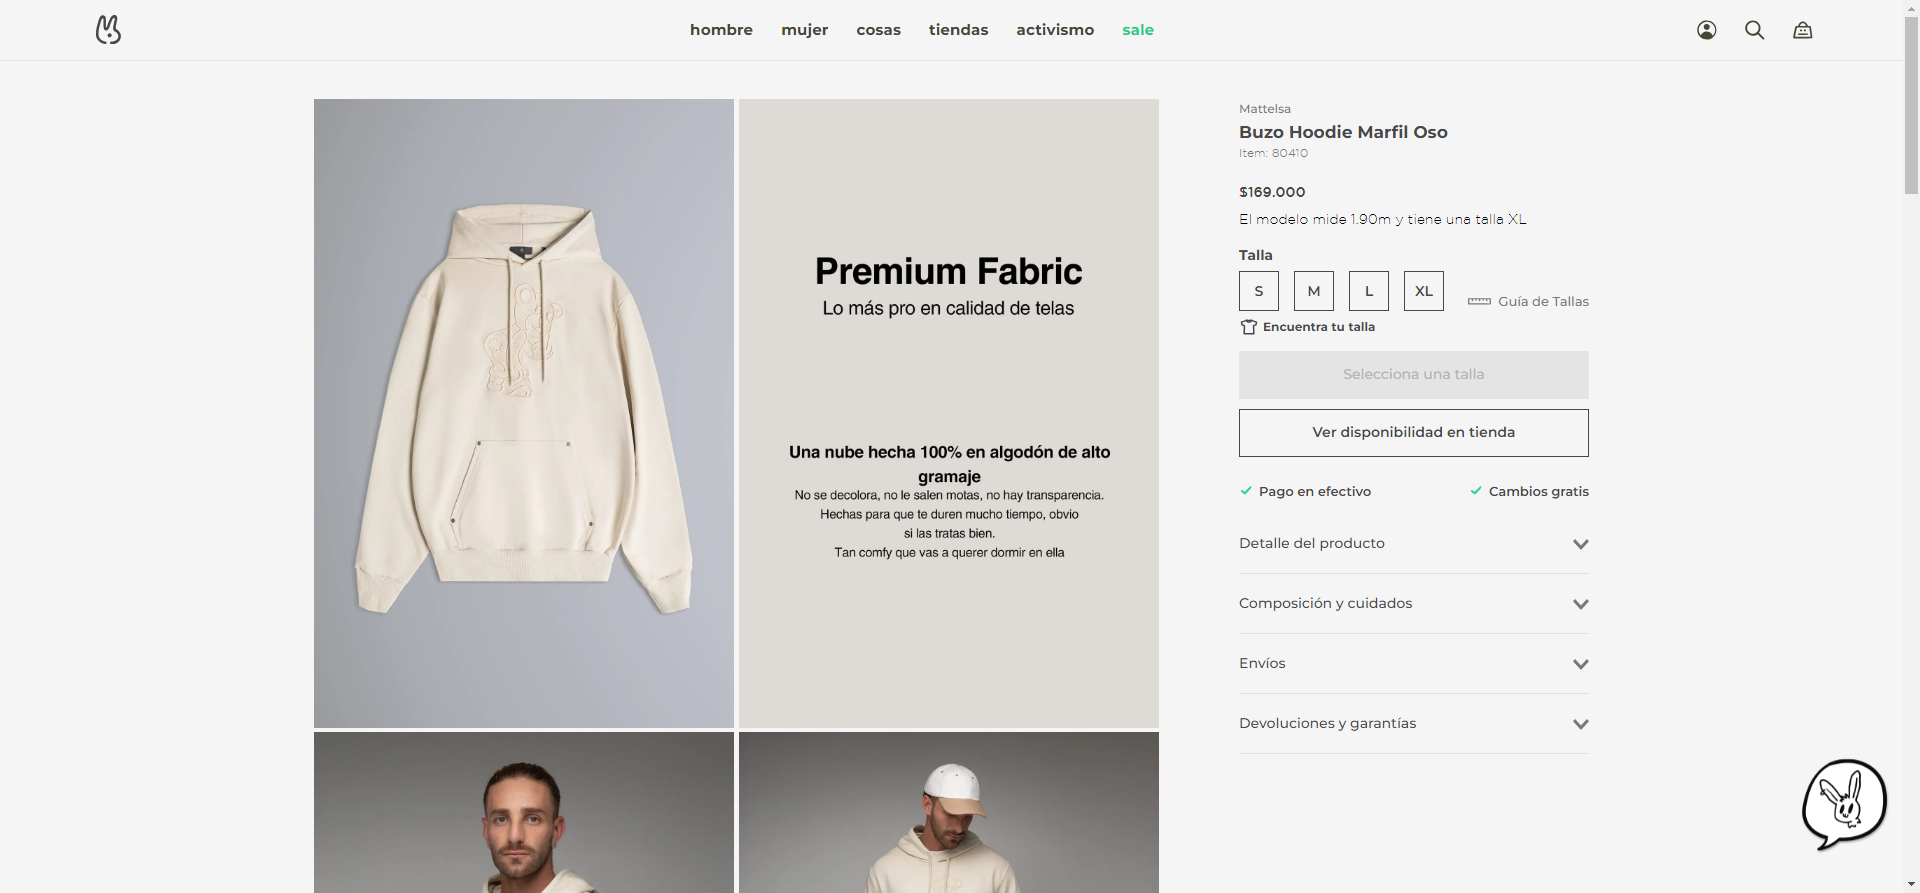 hombre mujer cosas tiendas activismo sale
Premium Fabric
Lo más pro en calidad de telas
Una nube hecha 100% en algodón de alto
gramaje
No se decolora, no le salen motas, no hay transparencia.
Hechas para que te duren mucho tiempo, obvio
si las tratas bien.
Tan comfy que vas a querer dormir en ella
Mattelsa
Buzo Hoodie Marfil Oso
Item: 80410
$169.000
El modelo mide 1.90m y tiene una talla XL
Talla
S M L XL
Guía de Tallas
Encuentra tu talla
Selecciona una talla
Ver disponibilidad en tienda
Pago en efectivo
Cambios gratis
Detalle del producto
Composición y cuidados
Envíos
Devoluciones y garantías